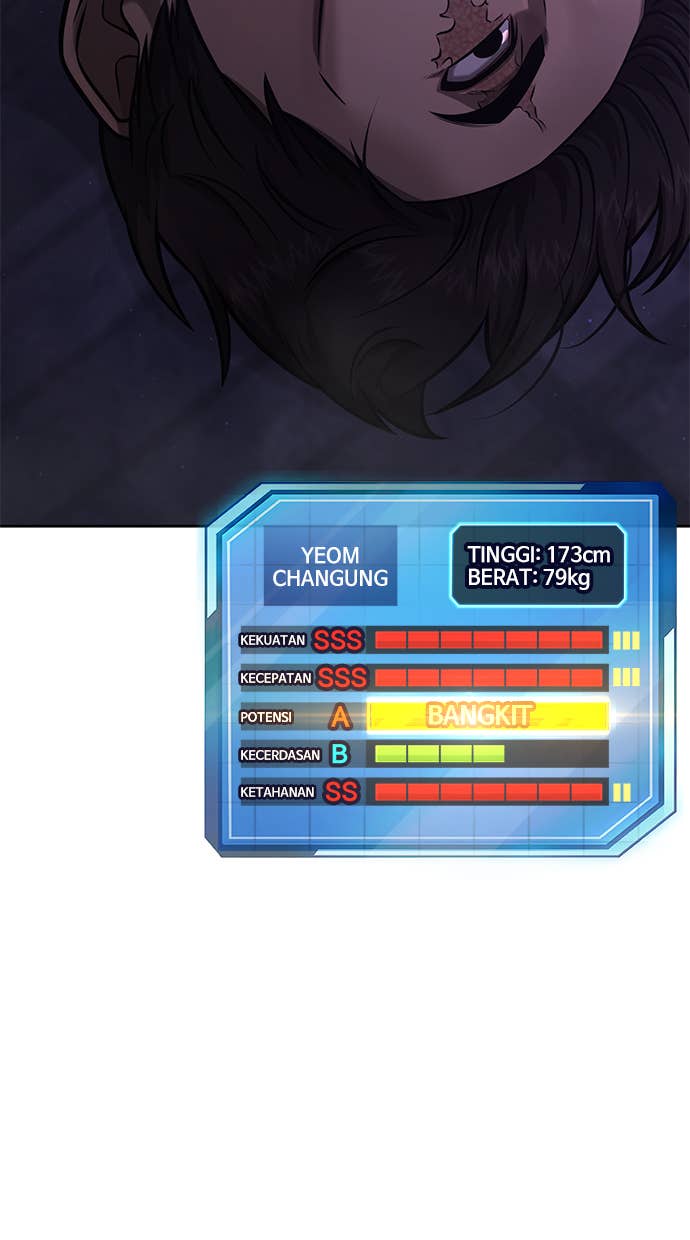 YEOM
CHANGUNG
TINGGI: 173cm
BERAT: 79kg
KEKUATAN SSS
KECEPATAN SSS
POTENSI A BANGKIT
KECERDASAN B
KETAHANAN SS